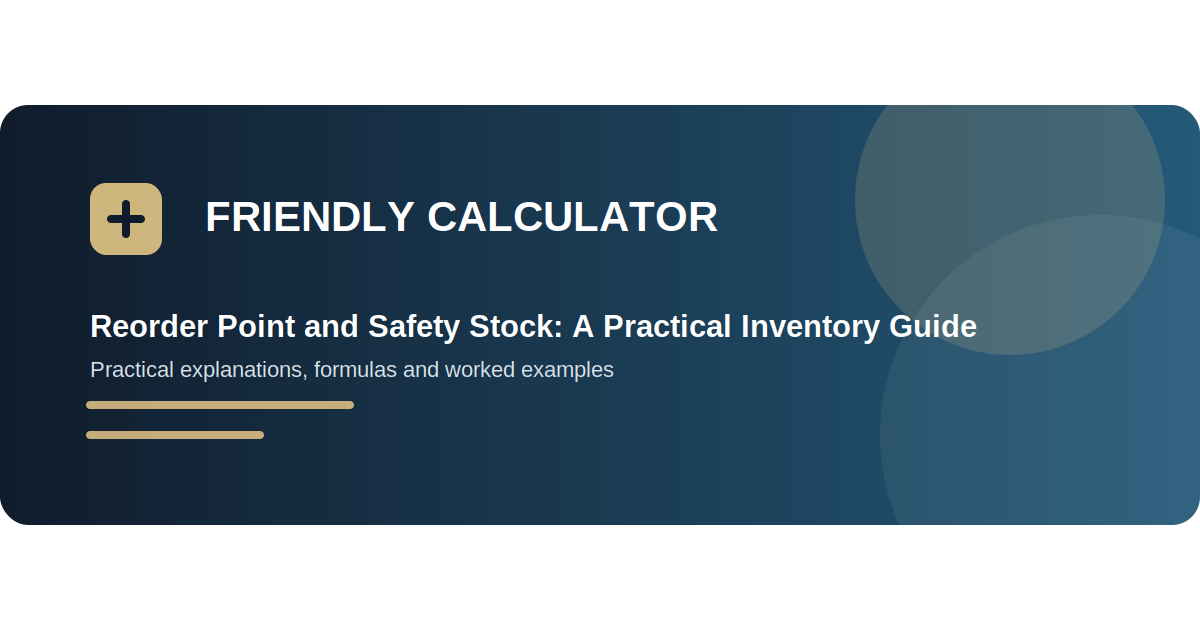 FRIENDLY CALCULATOR
Reorder Point and Safety Stock: A Practical Inventory Guide
Practical explanations, formulas and worked examples